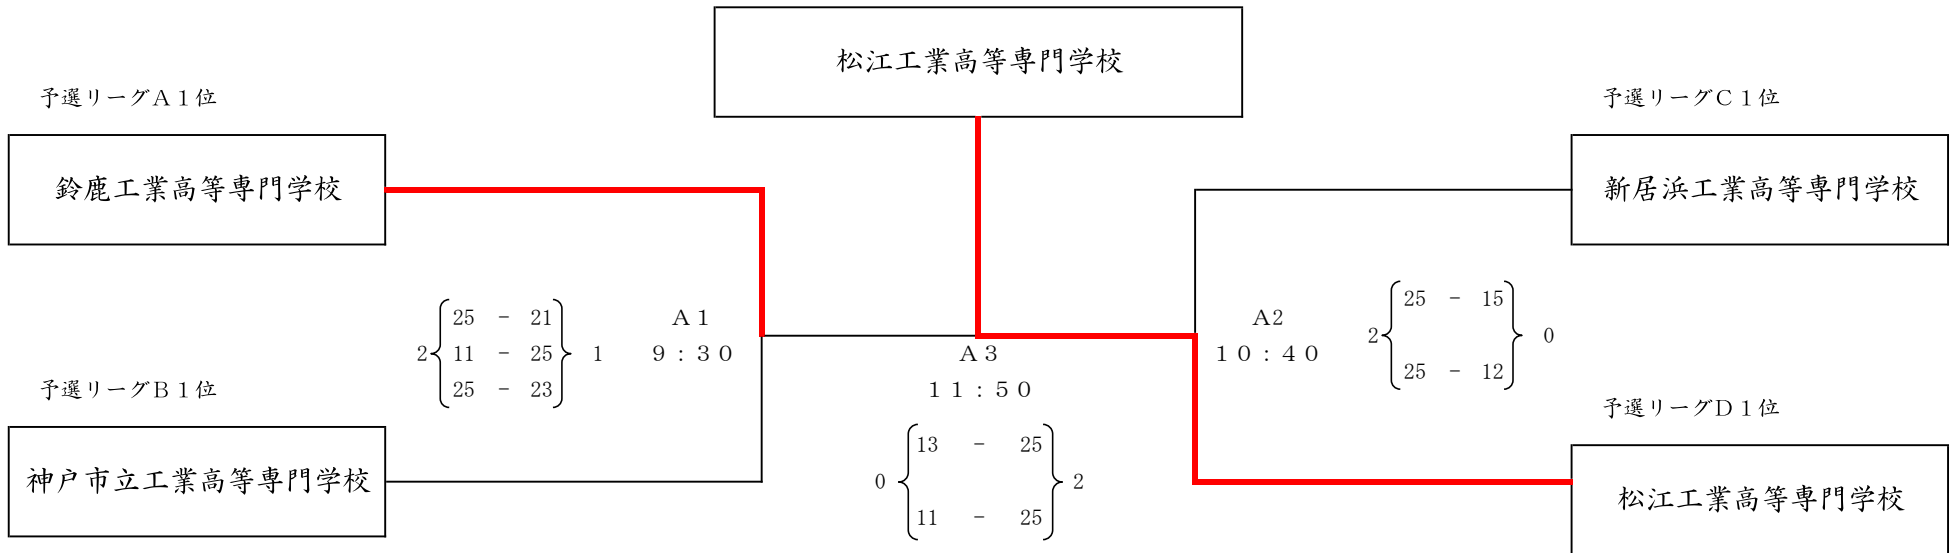 松江工業高等専門学校
予選リーグA１位
鈴鹿工業高等専門学校
予選リーグC１位
新居浜工業高等専門学校
2 25 - 21 1
11 - 25
25 - 23
A１
９：３０
A３
１１：５０
A2
１０：４０
2 25 - 15 0
25 - 12
予選リーグB１位
神戸市立工業高等専門学校
0 13 - 25 2
11 - 25
予選リーグD１位
松江工業高等専門学校